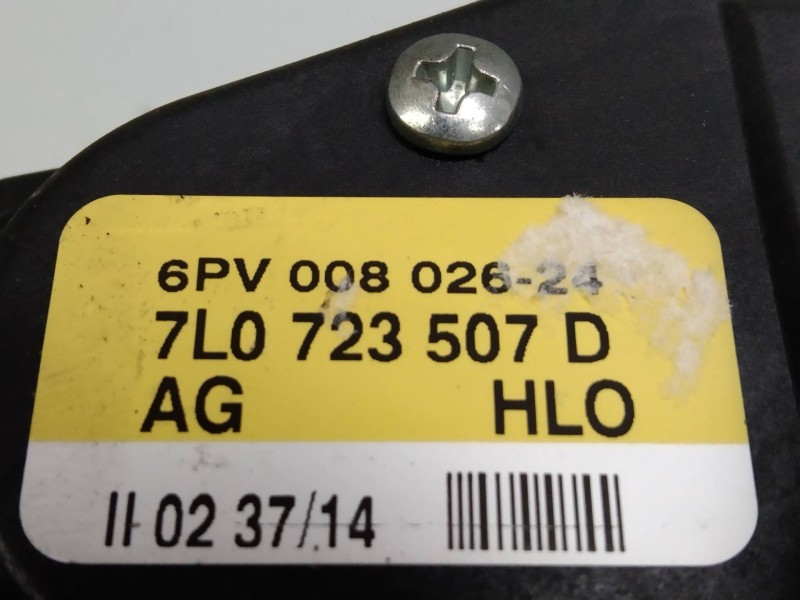 6PV 008 026-24
7L0 723 507 D
AG HLO
II 02 37/14